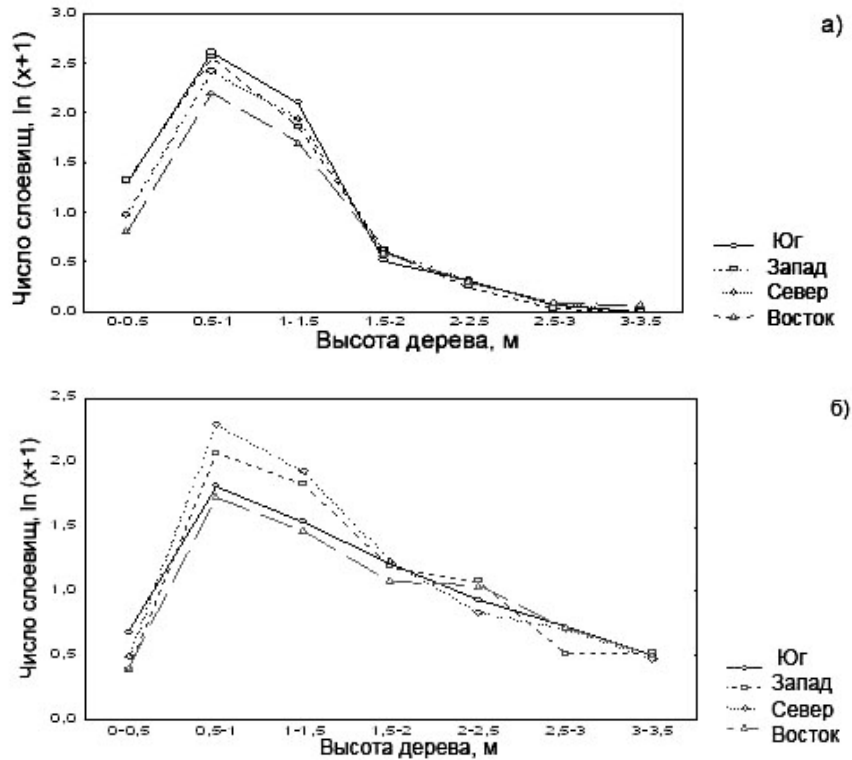 а)
Число слоевищ, ln (x+1)
3.0
2.5
2.0
1.5
1.0
0.5
0.0
0-0,5 0,5-1 1-1,5 1,5-2 2-2,5 2,5-3 3-3,5
Высота дерева, м
Юг
Запад
Север
Восток
б)
Число слоевищ, ln (x+1)
2,5
2,0
1,5
1,0
0,5
0,0
0-0,5 0,5-1 1-1,5 1,5-2 2-2,5 2,5-3 3-3,5
Высота дерева, м
Юг
Запад
Север
Восток